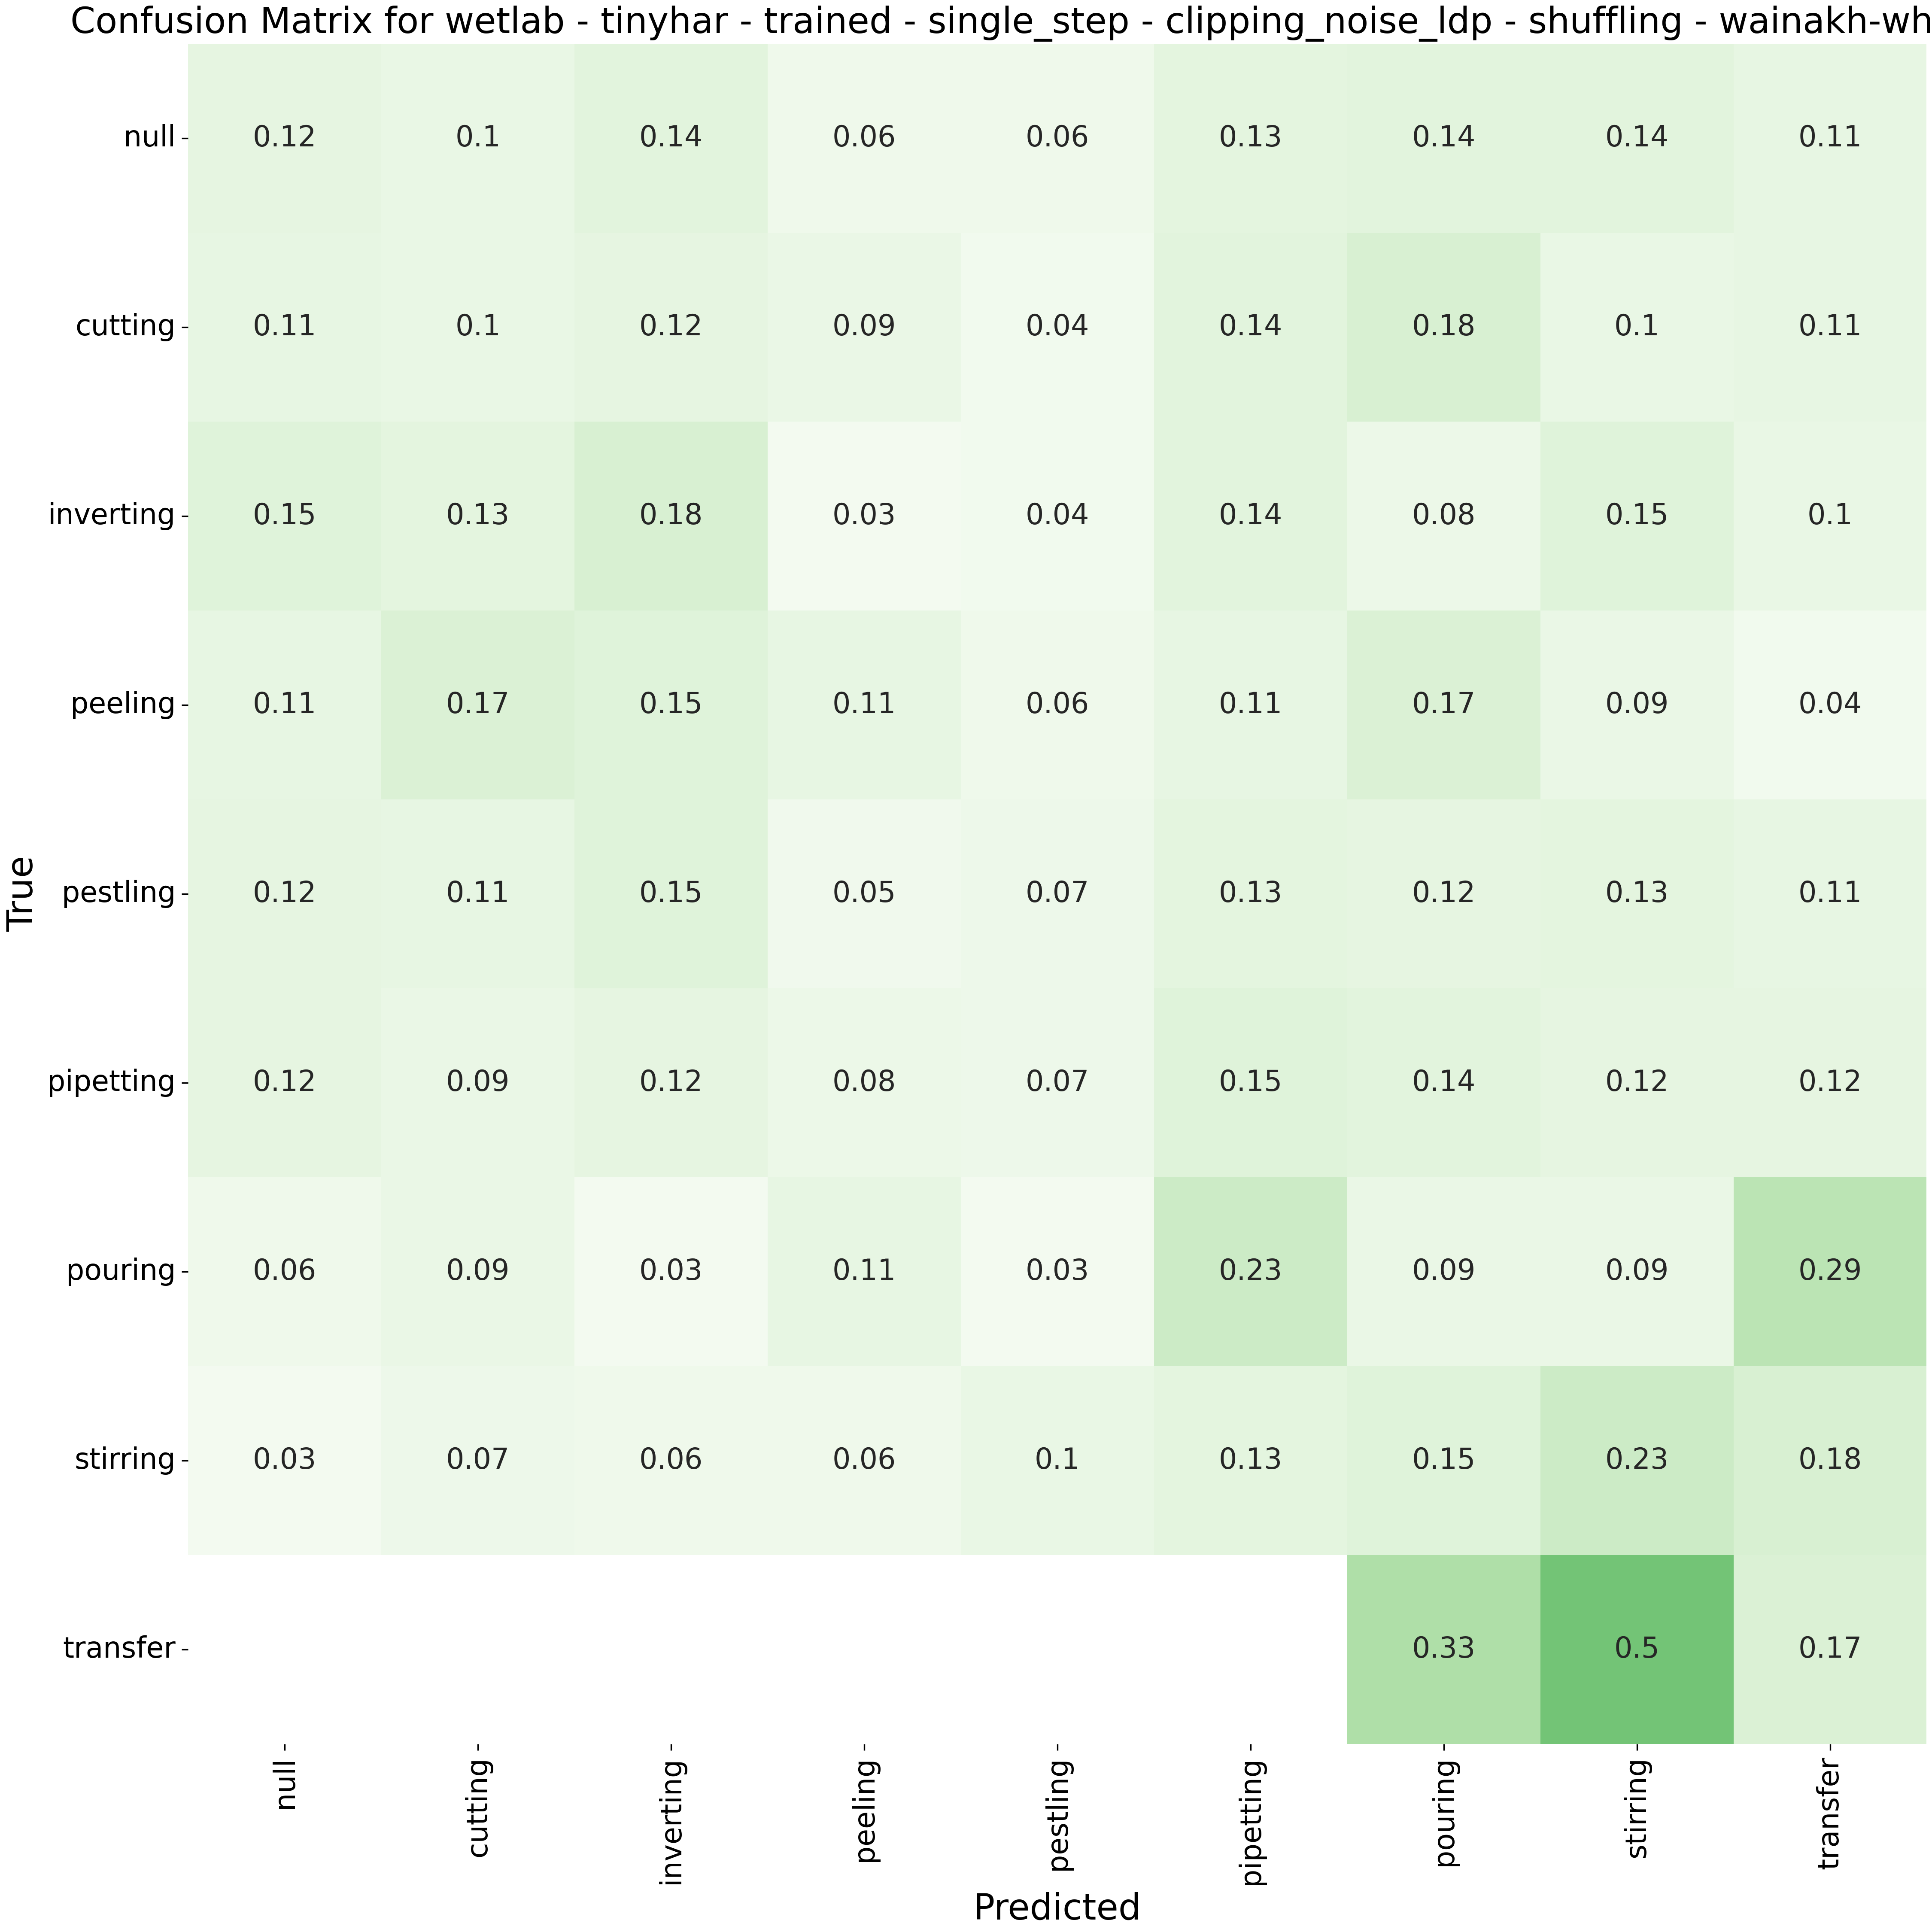 Confusion Matrix for wetlab - tinyhar - trained - single_step - clipping_noise_ldp - shuffling - wainakh-wh
null 0.12 0.1 0.14 0.06 0.06 0.13 0.14 0.14 0.11
cutting 0.11 0.1 0.12 0.09 0.04 0.14 0.18 0.1 0.11
inverting 0.15 0.13 0.18 0.03 0.04 0.14 0.08 0.15 0.1
peeling 0.11 0.17 0.15 0.11 0.06 0.11 0.17 0.09 0.04
pestling 0.12 0.11 0.15 0.05 0.07 0.13 0.12 0.13 0.11
pipetting 0.12 0.09 0.12 0.08 0.07 0.15 0.14 0.12 0.12
pouring 0.06 0.09 0.03 0.11 0.03 0.23 0.09 0.09 0.29
stirring 0.03 0.07 0.06 0.06 0.1 0.13 0.15 0.23 0.18
transfer 0.33 0.5 0.17
True
null cutting inverting peeling pestling pipetting pouring stirring transfer
Predicted